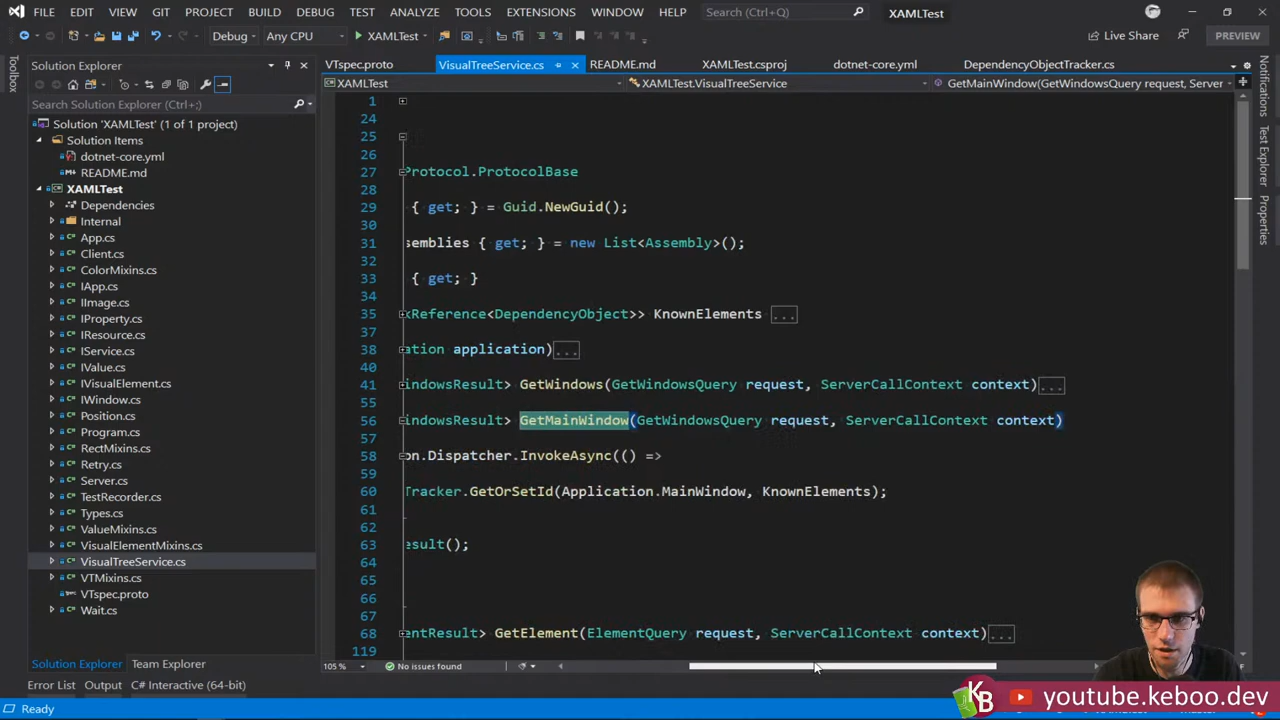 FILE EDIT VIEW GIT PROJECT BUILD DEBUG TEST ANALYZE TOOLS EXTENSIONS WINDOW HELP Search (Ctrl+Q) XAMLTest
Debug Any CPU XAMLTest Live Share PREVIEW
Toolbox
Solution Explorer
Search Solution Explorer (Ctrl+;)
Solution 'XAMLTest' (1 of 1 project)
Solution Items
dotnet-core.yml
README.md
XAMLTest
Dependencies
Internal
App.cs
Client.cs
ColorMixins.cs
IApp.cs
IImage.cs
IProperty.cs
IResource.cs
IService.cs
IValue.cs
IVisualElement.cs
IWindow.cs
Position.cs
Program.cs
RectMixins.cs
Retry.cs
Server.cs
TestRecorder.cs
Types.cs
ValueMixins.cs
VisualElementMixins.cs
VisualTreeService.cs
VTMixins.cs
VTspec.proto
Wait.cs
Solution Explorer Team Explorer
VTspec.proto VisualTreeService.cs README.md XAMLTest.csproj dotnet-core.yml DependencyObjectTracker.cs
XAMLTest XAMLTest.VisualTreeService GetMainWindow(GetWindowsQuery request, Server
1
24
25
26
27 Protocol.ProtocolBase
28
29 { get; } = Guid.NewGuid();
30
31 semblies { get; } = new List<Assembly>();
32
33 { get; }
34
35 kReference<DependencyObject>> KnownElements ...
37
38 ation application)...
40
41 indowsResult> GetWindows(GetWindowsQuery request, ServerCallContext context)...
55
56 indowsResult> GetMainWindow(GetWindowsQuery request, ServerCallContext context)
57
58 on.Dispatcher.InvokeAsync(() =>
59
60 Tracker.GetOrSetId(Application.MainWindow, KnownElements);
61
62
63 esult();
64
65
66
67
68 entResult> GetElement(ElementQuery request, ServerCallContext context)...
119
105 % No issues found
Notifications
Test Explorer
Properties
Error List Output C# Interactive (64-bit)
Ready
KB youtube.keboo.dev